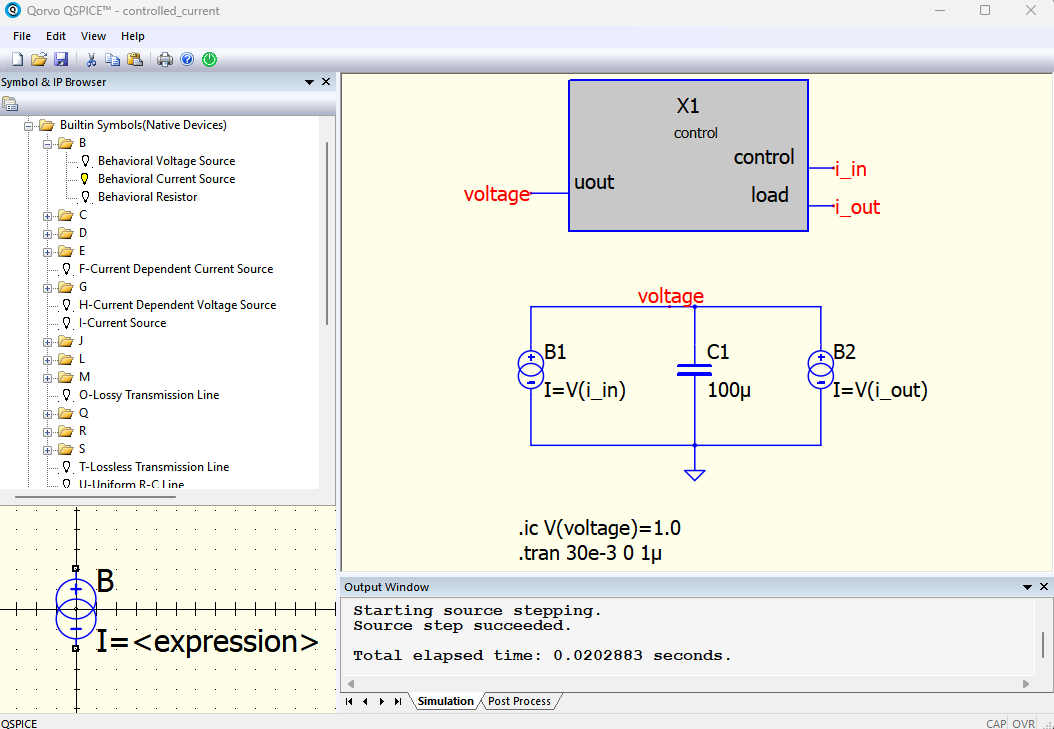 Qorvo QSPICE™ - controlled_current
File Edit View Help
Symbol & IP Browser
Builtin Symbols(Native Devices)
B
Behavioral Voltage Source
Behavioral Current Source
Behavioral Resistor
C
D
E
F-Current Dependent Current Source
G
H-Current Dependent Voltage Source
I-Current Source
J
L
M
O-Lossy Transmission Line
Q
R
S
T-Lossless Transmission Line
U-Uniform R-C Line
B
I=<expression>
X1
control
control
voltage
uout
i_in
load
i_out
voltage
B1
C1
B2
I=V(i_in)
100µ
I=V(i_out)
.ic V(voltage)=1.0
.tran 30e-3 0 1µ
Output Window
Starting source stepping.
Source step succeeded.
Total elapsed time: 0.0202883 seconds.
Simulation Post Process
QSPICE
CAP OVR